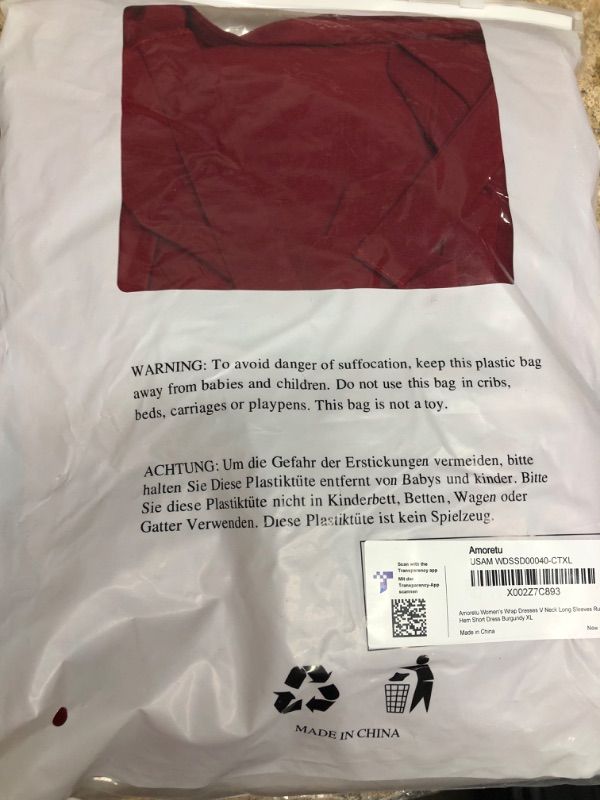 WARNING: To avoid danger of suffocation, keep this plastic bag
away from babies and children. Do not use this bag in cribs,
beds, carriages or playpens. This bag is not a toy.
ACHTUNG: Um die Gefahr der Erstickungen vermeiden, bitte
halten Sie Diese Plastiktüte entfernt von Babys und kinder. Bitte
Sie diese Plastiktüte nicht in Kinderbett, Betten, Wagen oder
Gatter Verwenden. Diese Plastiktüte ist kein Spielzeug.
Scan with the
Transparency app
Mit der
Transparency-App
scannen
Amoretu
USAM WDSSD00040-CTXL
X002Z7C893
Amoretu Women's Wrap Dresses V Neck Long Sleeves Ru
Hem Short Dress Burgundy XL
Made in China
New
MADE IN CHINA